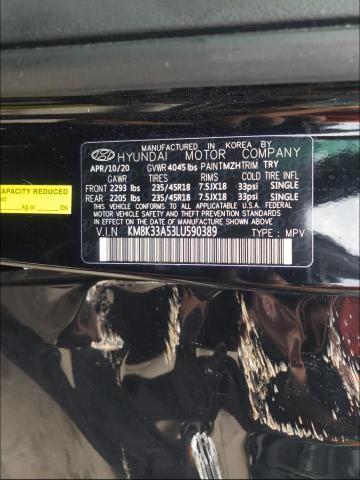 MANUFACTURED IN KOREA BY
HYUNDAI MOTOR COMPANY
APR/10/20 GVWR 4045 lbs PAINT MZH TRIM TRY
GAWR TIRES RIMS COLD
FRONT 2293 lbs 235/45R18 7.5JX18 33psi SINGLE
REAR 2205 lbs 235/45R18 7.5JX18 33psi SINGLE
THIS VEHICLE CONFORMS TO ALL APPLICABLE
U.S. FEDERAL MOTOR VEHICLE SAFETY, BUMPER,
AND THEFT PREVENTION STANDARDS
IN EFFECT ON THE DATE OF MANUFACTURE
SHOWN ABOVE.
V.I.N KM8K33A53LU590389 TYPE: MPV
CAPACITY REDUCED
kg or lbs